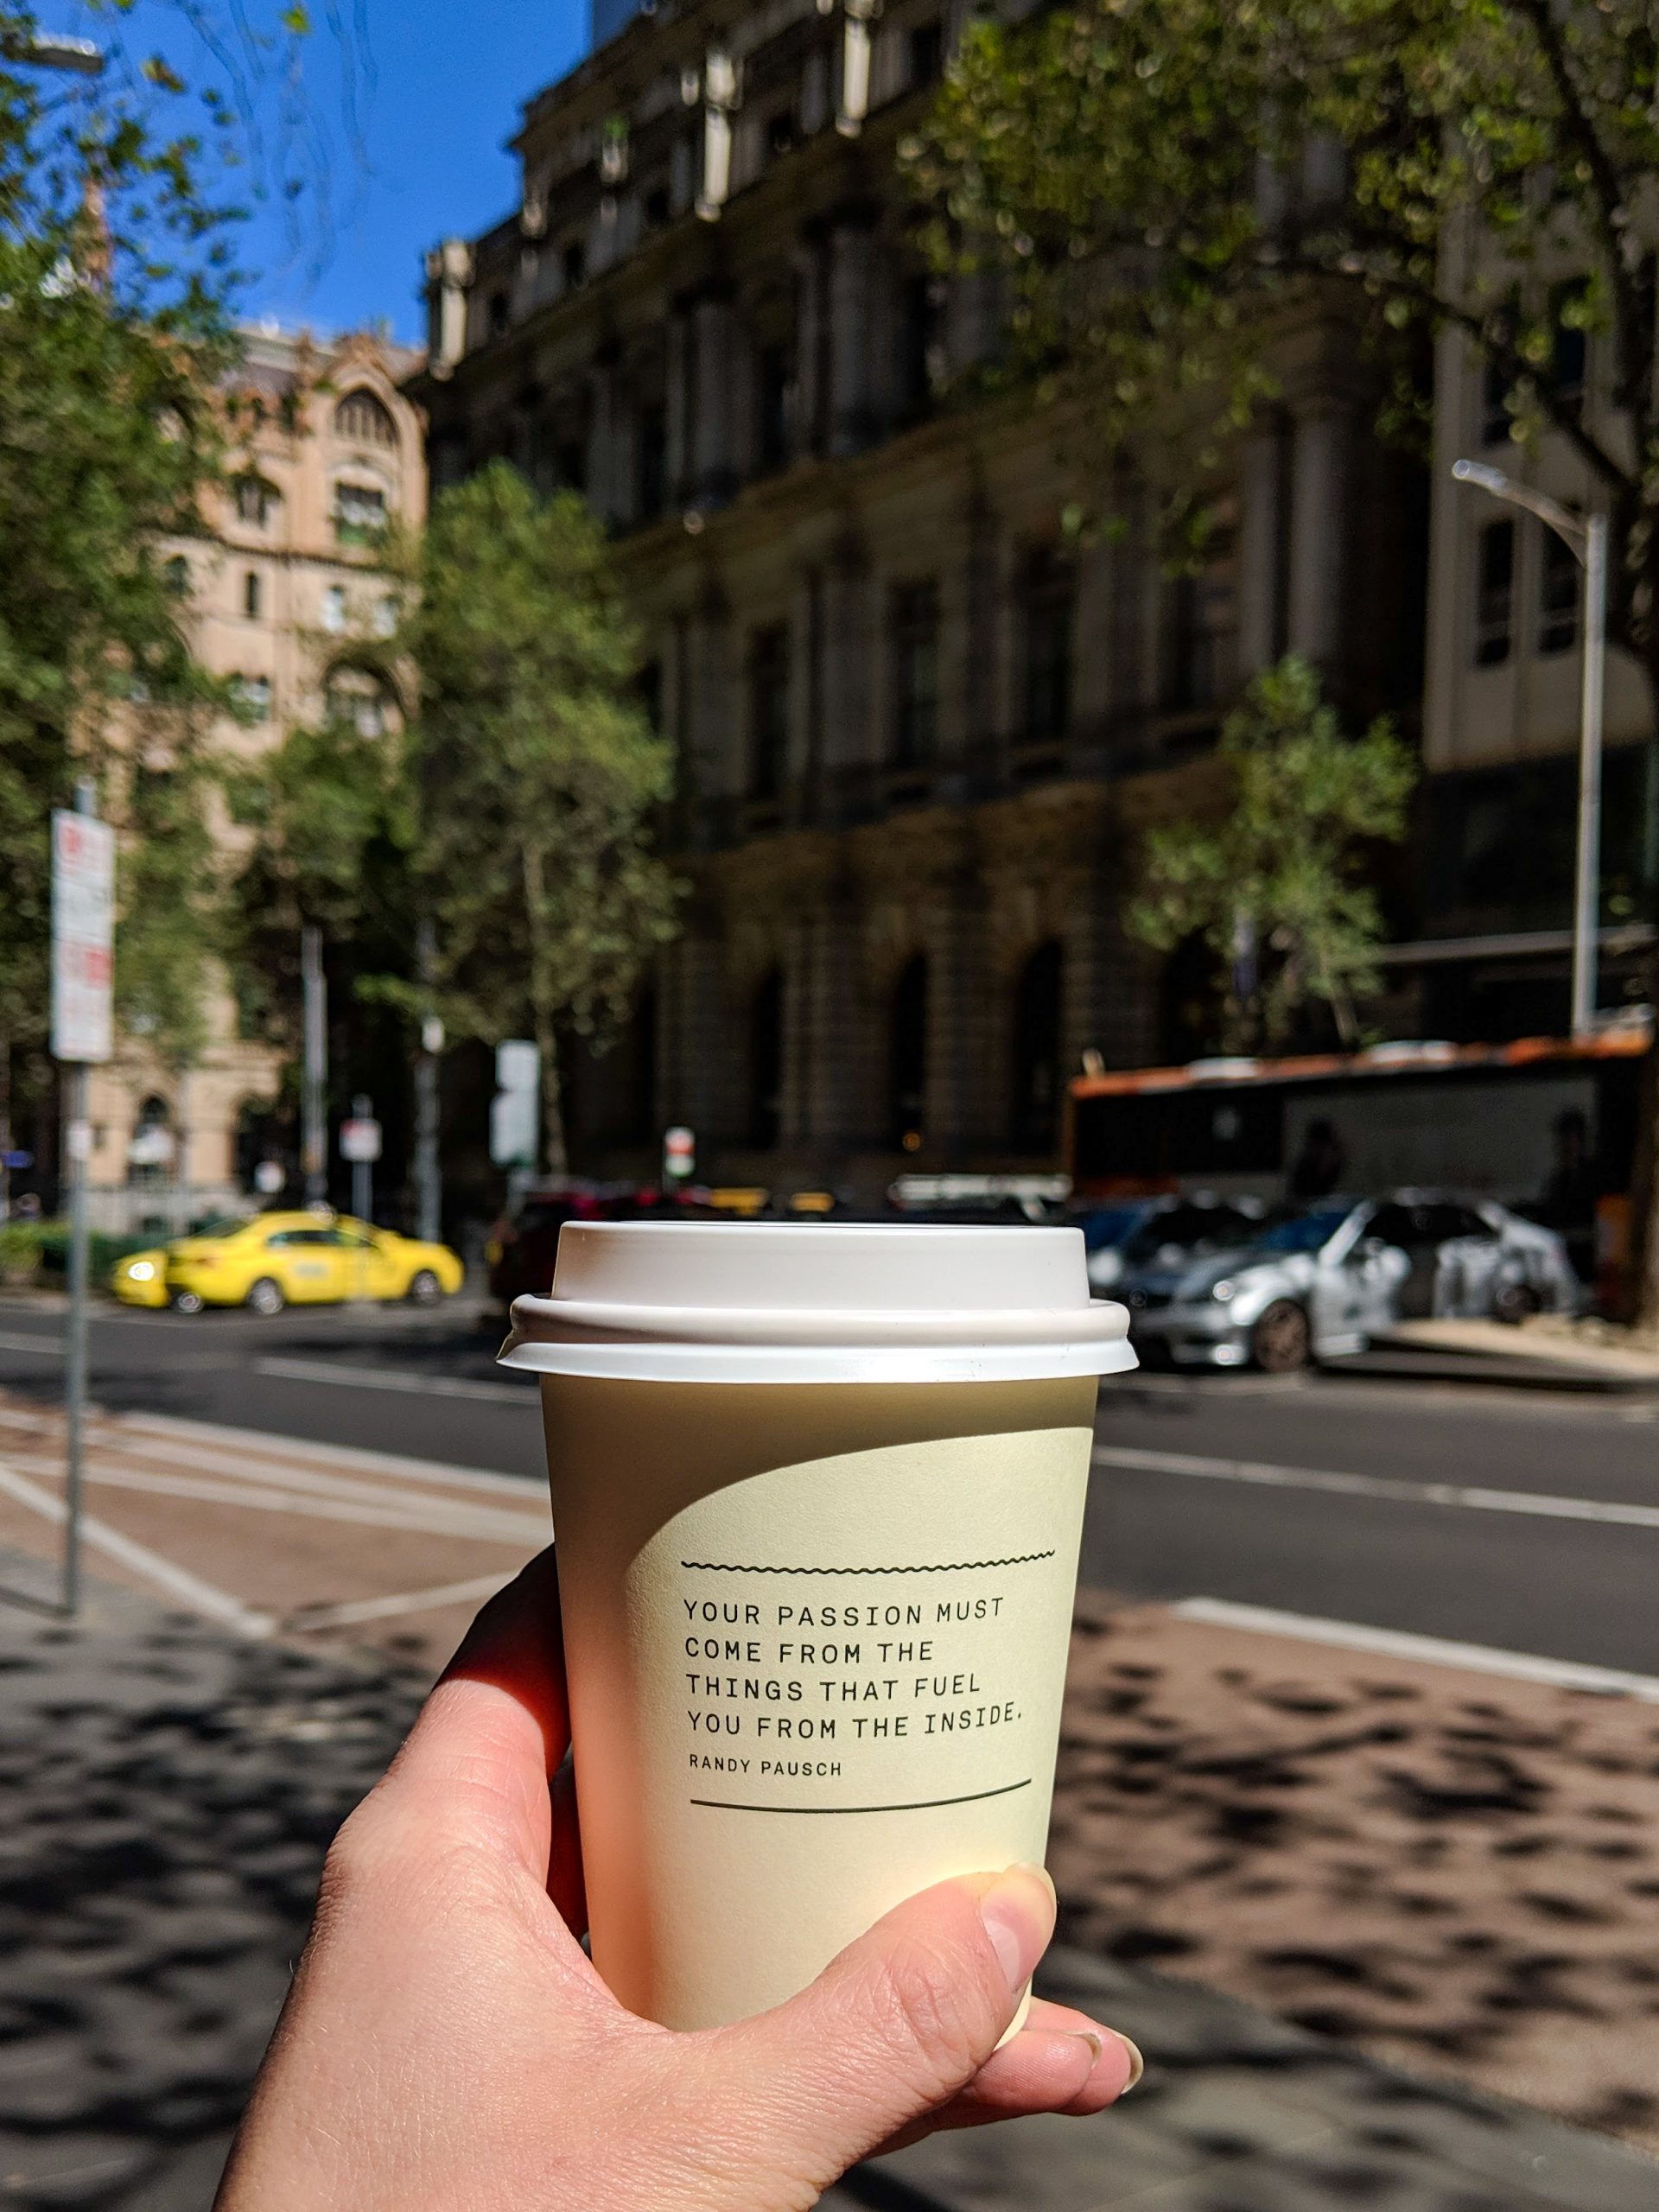 YOUR PASSION MUST
COME FROM THE
THINGS THAT FUEL
YOU FROM THE INSIDE.
RANDY PAUSCH